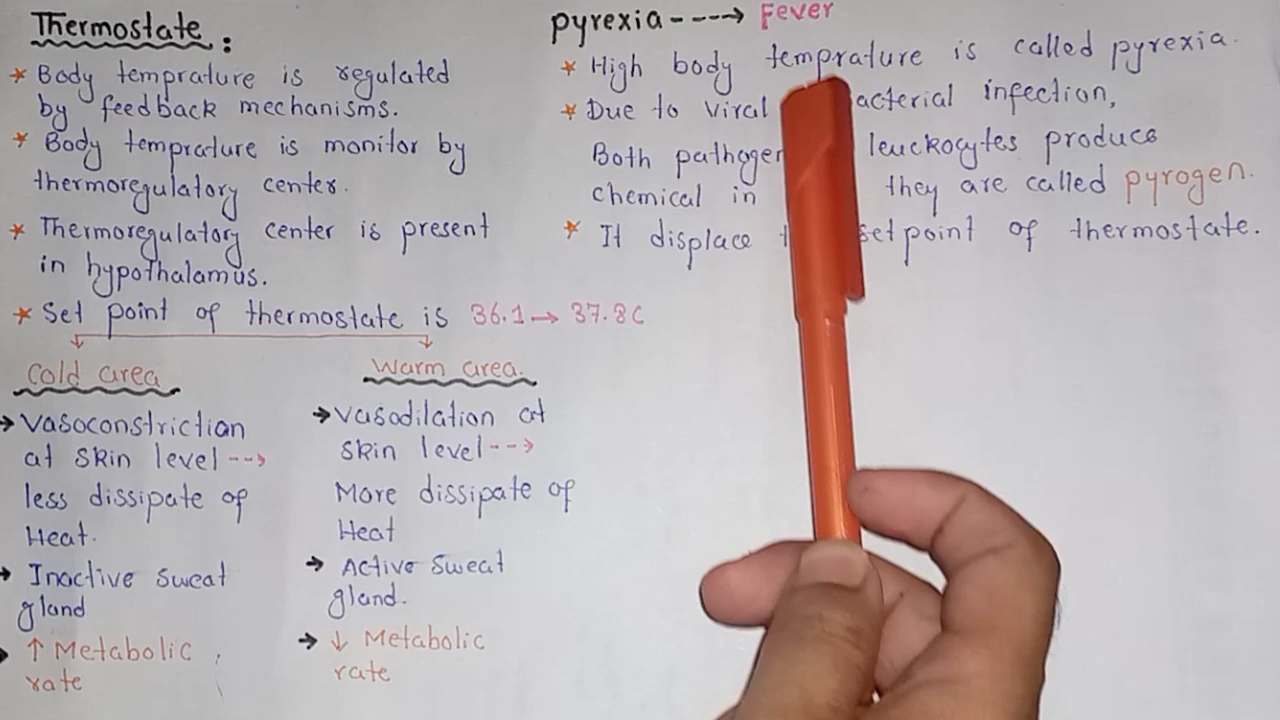 Thermostate :
* Body temprature is regulated
by feedback mechanisms.
* Body temprature is monitor by
thermoregulatory center.
* Thermoregulatory center is present
in hypothalamus.
* Set point of thermostate is 36.1 → 37.8C
Cold area
→ Vasoconstriction
at skin level --→
less dissipate of
Heat.
→ Inactive sweat
gland
→ ↑ Metabolic
rate
Warm area.
→ Vasodilation at
skin level --→
More dissipate of
Heat
→ Active sweat
gland.
→ ↓ Metabolic
rate
pyrexia ----→ Fever
* High body temprature is called pyrexia.
* Due to viral acterial infection,
Both pathogen leuckocytes produce
chemical in they are called pyrogen.
* It displace setpoint of thermostate.